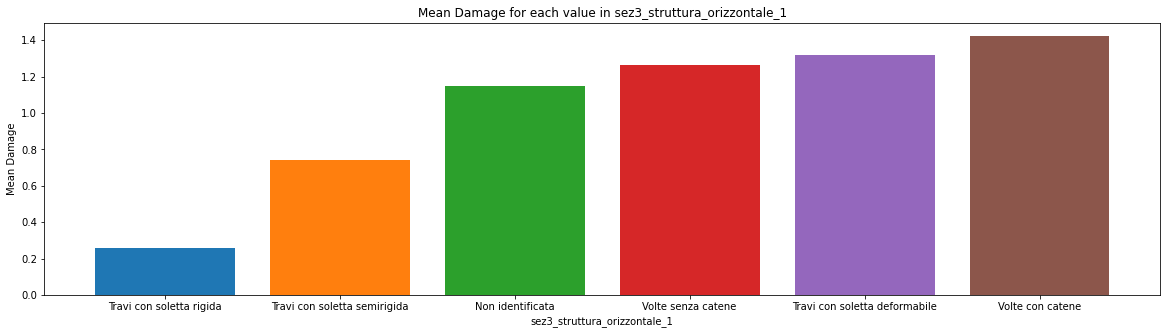 Mean Damage for each value in sez3_struttura_orizzontale_1
Mean Damage
1.4
1.2
1.0
0.8
0.6
0.4
0.2
0.0
Travi con soletta rigida
Travi con soletta semirigida
Non identificata
Volte senza catene
Travi con soletta deformabile
Volte con catene
sez3_struttura_orizzontale_1